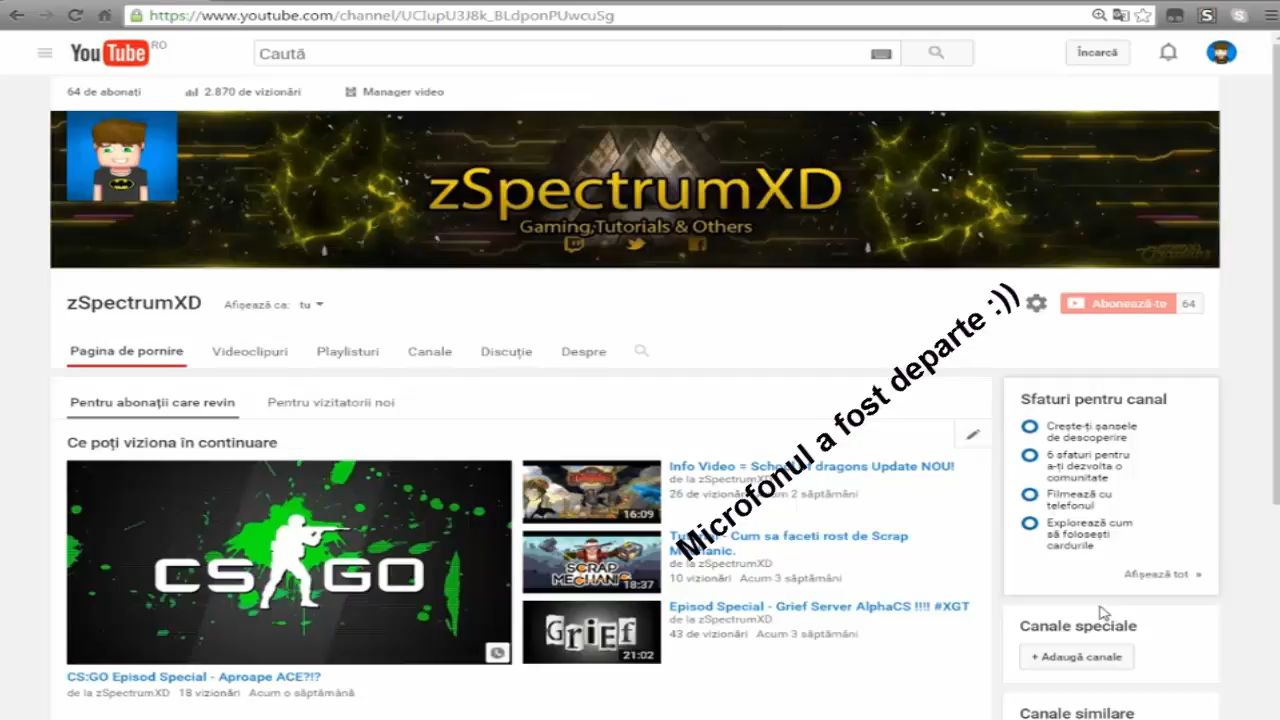 https://www.youtube.com/channel/UCIupU3J8k_BLdponPUwcuSg
YouTube RO
Caută
Încarcă
64 de abonați
2.870 de vizionări
Manager video
zSpectrumXD
Gaming,Tutorials & Others
zSpectrumXD
Afișează ca: tu
Abonează-te 64
Pagina de pornire
Videoclipuri
Playlisturi
Canale
Discuție
Despre
Pentru abonații care revin
Pentru vizitatorii noi
Ce poți viziona în continuare
CS GO
CS:GO Episod Special - Aproape ACE?!?
de la zSpectrumXD 18 vizionări Acum o săptămână
16:09
Info Video = dragons Update NOU!
de la zSpectrumXD
26 de vizionări Acum 2 săptămâni
SCRAP
MECHANIC
18:37
- Cum sa faceti rost de Scrap
de la zSpectrumXD
10 vizionări Acum 3 săptămâni
GRiEf
21:02
Episod Special - Grief Server AlphaCS !!!! #XGT
de la zSpectrumXD
43 de vizionări Acum 3 săptămâni
Microfonul a fost departe :))
Sfaturi pentru canal
Crește-ți șansele
de descoperire
6 sfaturi pentru
a-ți dezvolta o
comunitate
Filmează cu
telefonul
Explorează cum
să folosești
cardurile
Afișează tot »
Canale speciale
+ Adaugă canale
Canale similare